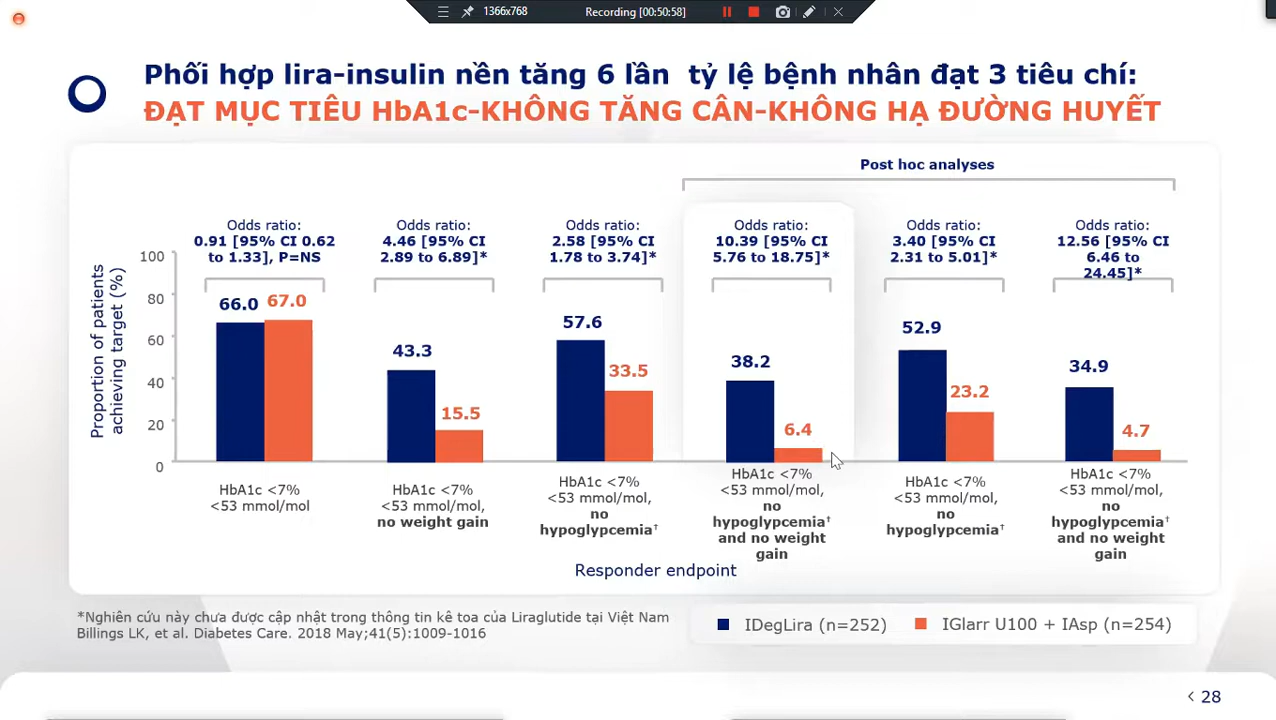 1366x768
Recording [00:50:58]
Phối hợp lira-insulin nền tăng 6 lần tỷ lệ bệnh nhân đạt 3 tiêu chí:
ĐẠT MỤC TIÊU HbA1c-KHÔNG TĂNG CÂN-KHÔNG HẠ ĐƯỜNG HUYẾT
Post hoc analyses
Odds ratio:
0.91 [95% CI 0.62
to 1.33], P=NS
Odds ratio:
4.46 [95% CI
2.89 to 6.89]*
Odds ratio:
2.58 [95% CI
1.78 to 3.74]*
Odds ratio:
10.39 [95% CI
5.76 to 18.75]*
Odds ratio:
3.40 [95% CI
2.31 to 5.01]*
Odds ratio:
12.56 [95% CI
6.46 to
24.45]*
Proportion of patients
achieving target (%)
100
80
60
40
20
0
66.0
67.0
43.3
15.5
57.6
33.5
38.2
6.4
52.9
23.2
34.9
4.7
HbA1c <7%
<53 mmol/mol
HbA1c <7%
<53 mmol/mol,
no weight gain
HbA1c <7%
<53 mmol/mol,
no
hypoglypcemia†
HbA1c <7%
<53 mmol/mol,
no
hypoglypcemia†
and no weight
gain
HbA1c <7%
<53 mmol/mol,
no
hypoglypcemia†
HbA1c <7%
<53 mmol/mol,
no
hypoglypcemia†
and no weight
gain
Responder endpoint
*Nghiên cứu này chưa được cập nhật trong thông tin kê toa của Liraglutide tại Việt Nam
Billings LK, et al. Diabetes Care. 2018 May;41(5):1009-1016
IDegLira (n=252)
IGlarr U100 + IAsp (n=254)
< 28